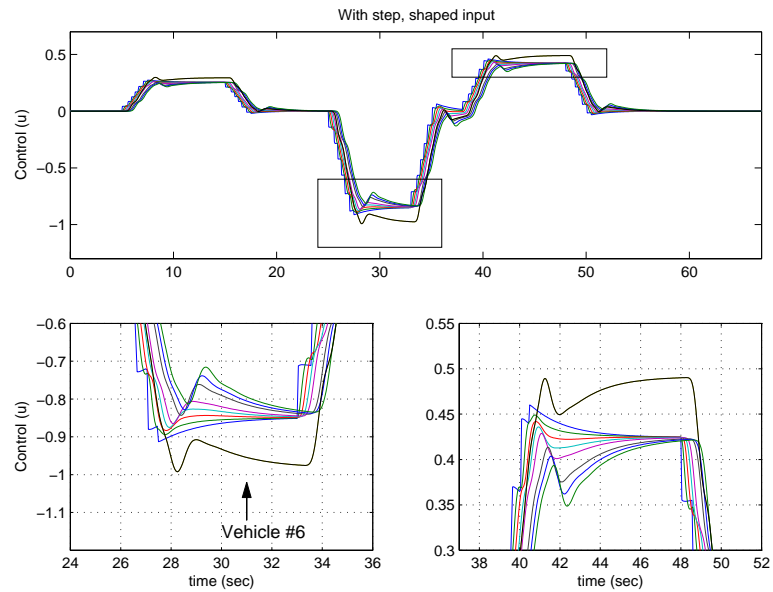 With step, shaped input
Control (u)
0.5
0
−0.5
−1
0 10 20 30 40 50 60
Control (u)
−0.6
−0.7
−0.8
−0.9
−1
−1.1
24 26 28 30 32 34 36
time (sec)
Vehicle #6
0.55
0.5
0.45
0.4
0.35
0.3
38 40 42 44 46 48 50 52
time (sec)